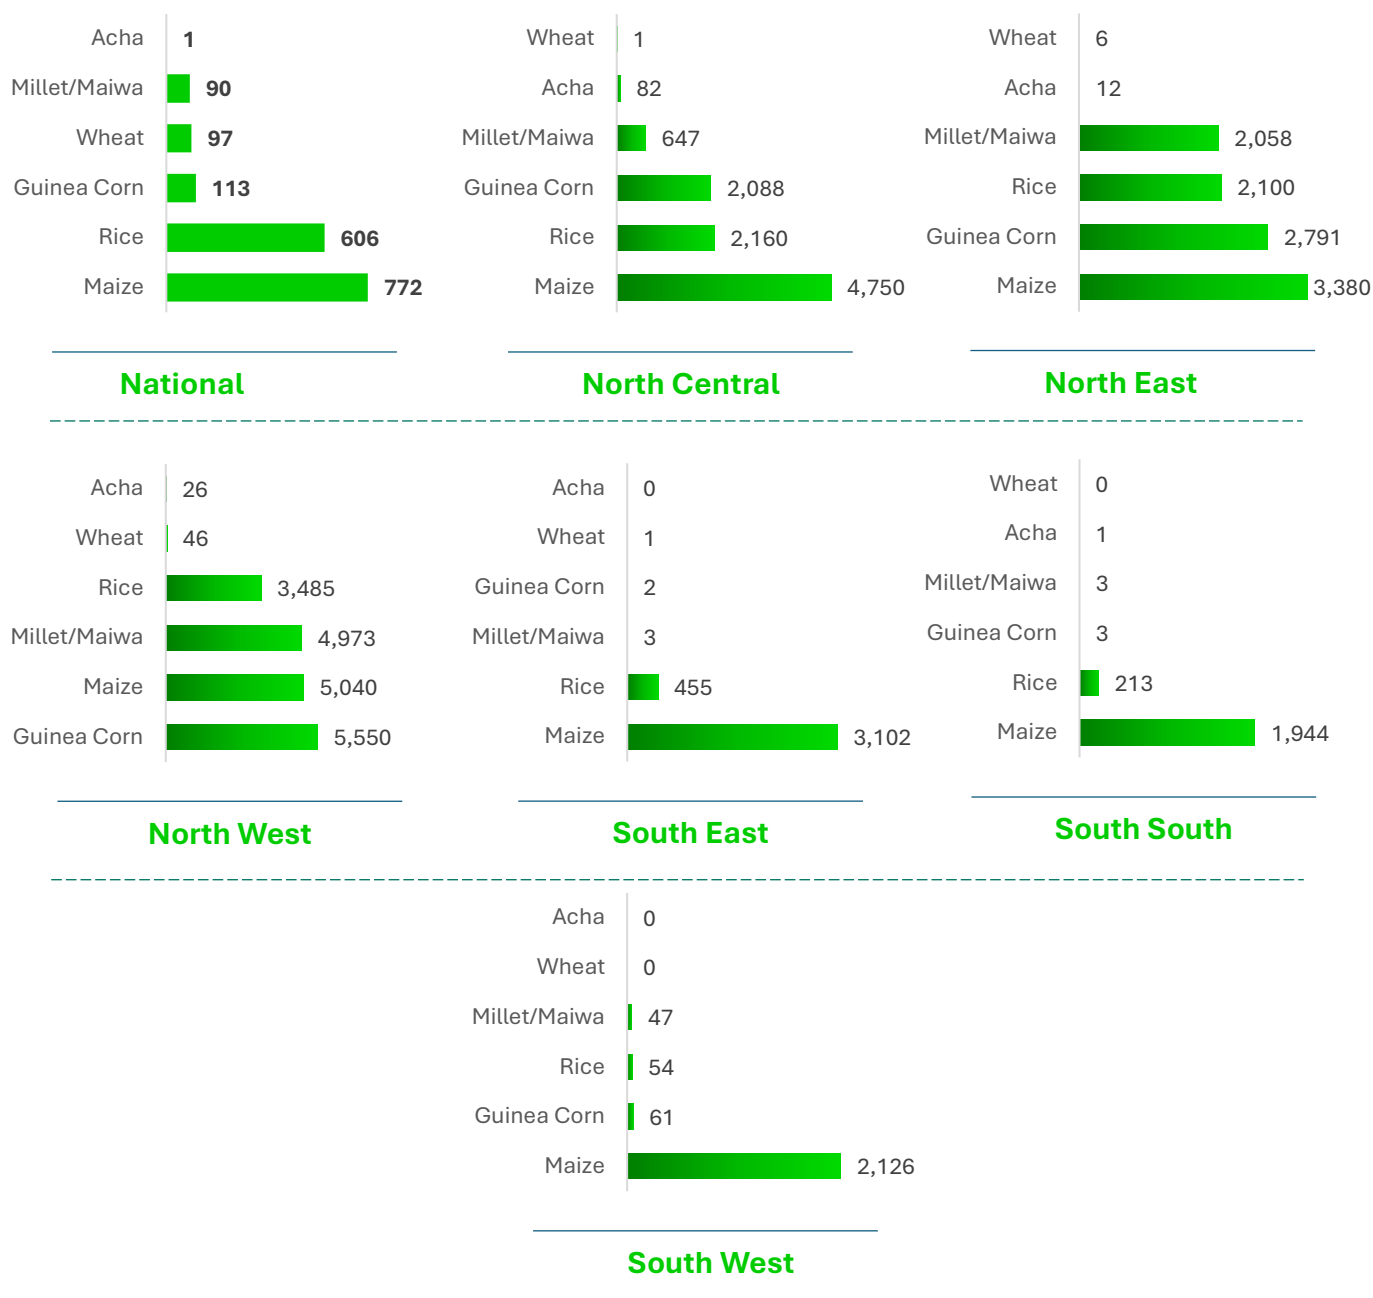 Acha 1
Millet/Maiwa 90
Wheat 97
Guinea Corn 113
Rice 606
Maize 772
National
Wheat 1
Acha 82
Millet/Maiwa 647
Guinea Corn 2,088
Rice 2,160
Maize 4,750
North Central
Wheat 6
Acha 12
Millet/Maiwa 2,058
Rice 2,100
Guinea Corn 2,791
Maize 3,380
North East
Acha 26
Wheat 46
Rice 3,485
Millet/Maiwa 4,973
Maize 5,040
Guinea Corn 5,550
North West
Acha 0
Wheat 1
Guinea Corn 2
Millet/Maiwa 3
Rice 455
Maize 3,102
South East
Wheat 0
Acha 1
Millet/Maiwa 3
Guinea Corn 3
Rice 213
Maize 1,944
South South
Acha 0
Wheat 0
Millet/Maiwa 47
Rice 54
Guinea Corn 61
Maize 2,126
South West